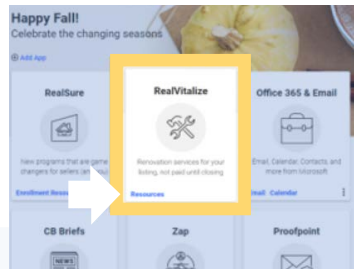 Happy Fall!
Celebrate the changing seasons
Add App
RealSure
RealVitalize
Office 365 & Email
New programs that are game
changers for sellers (and
Renovation services for your
listing, not paid until closing
Email, Calendar, Contacts, and
more from Microsoft
Enrollment
Resources
Email Calendar
CB Briefs
Zap
Proofpoint
NEWS